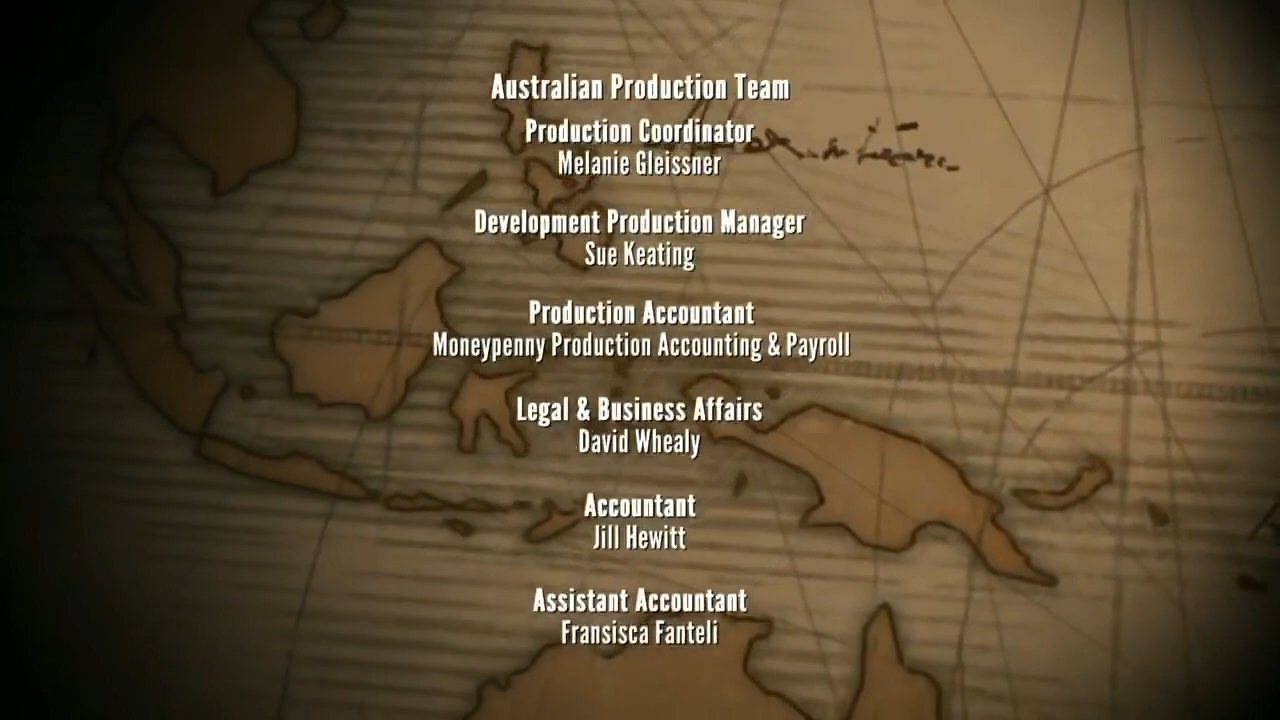 Australian Production Team
Production Coordinator
Melanie Gleissner
Development Production Manager
Sue Keating
Production Accountant
Moneypenny Production Accounting & Payroll
Legal & Business Affairs
David Whealy
Accountant
Jill Hewitt
Assistant Accountant
Fransisca Fanteli